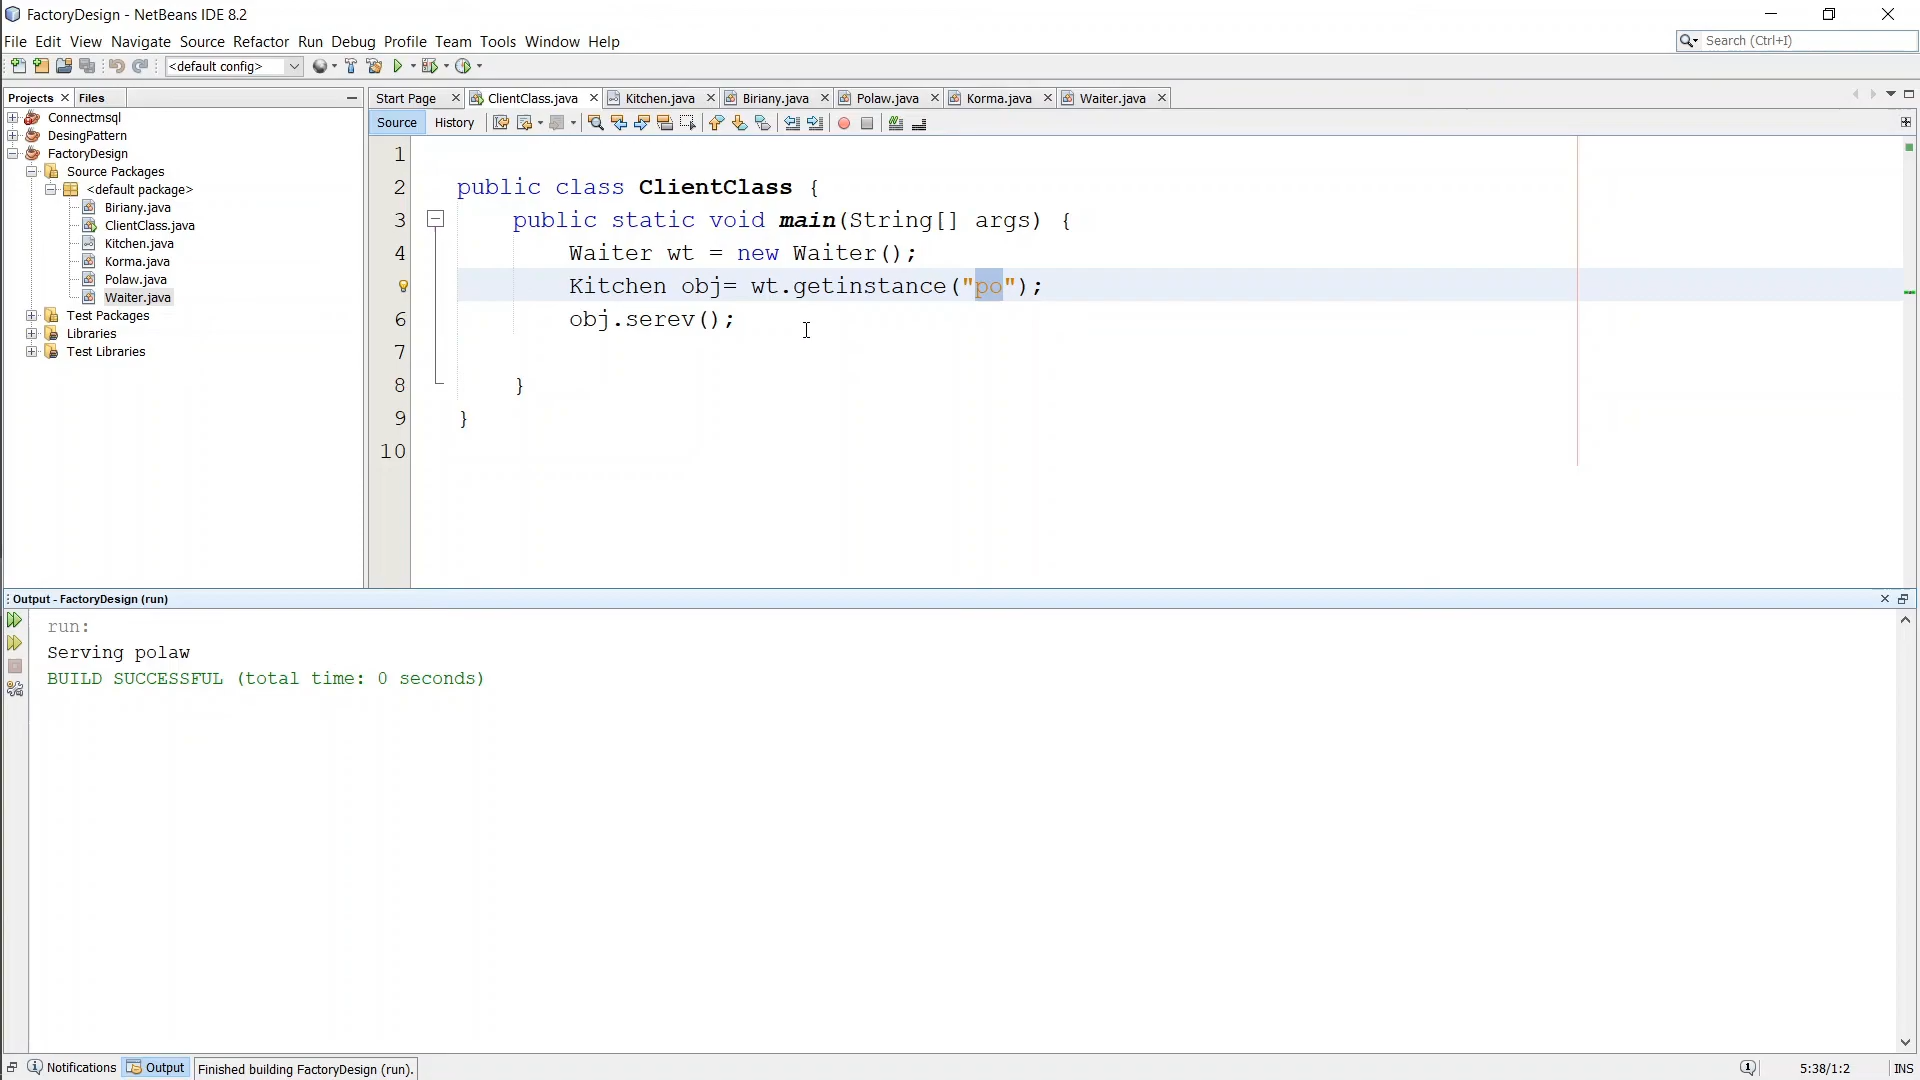 FactoryDesign - NetBeans IDE 8.2
File Edit View Navigate Source Refactor Run Debug Profile Team Tools Window Help
Search (Ctrl+I)
<default config>
Projects Files
Start Page ClientClass.java Kitchen.java Biriany.java Polaw.java Korma.java Waiter.java
Source History
Connectmsql
DesingPattern
FactoryDesign
Source Packages
<default package>
Biriany.java
ClientClass.java
Kitchen.java
Korma.java
Polaw.java
Waiter.java
Test Packages
Libraries
Test Libraries
1
2 public class ClientClass {
3 public static void main(String[] args) {
4 Waiter wt = new Waiter();
Kitchen obj= wt.getinstance("po");
6 obj.serev();
7
8 }
9 }
10
Output - FactoryDesign (run)
run:
Serving polaw
BUILD SUCCESSFUL (total time: 0 seconds)
Notifications Output Finished building FactoryDesign (run). 5:38/1:2 INS